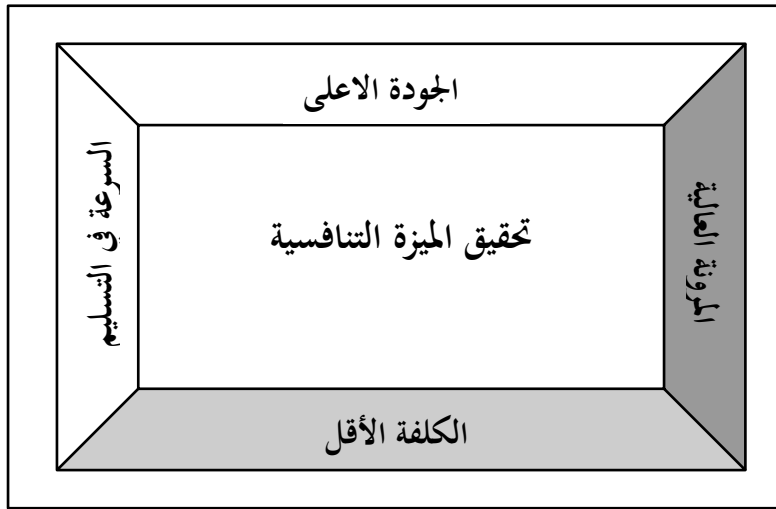 الجودة الاعلى
السرعة في التسليم
تحقيق الميزة التنافسية
المرونة العالية
الكلفة الأقل